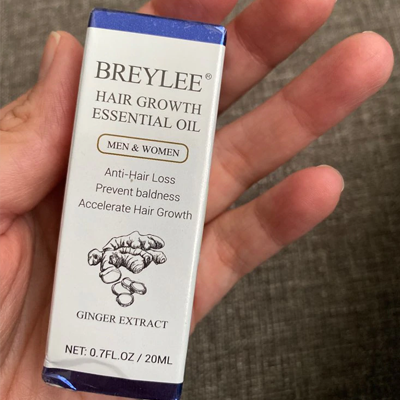 BREYLEE®
HAIR GROWTH
ESSENTIAL OIL
MEN & WOMEN
Anti-Hair Loss
Prevent baldness
Accelerate Hair Growth
GINGER EXTRACT
NET: 0.7FL.OZ / 20ML